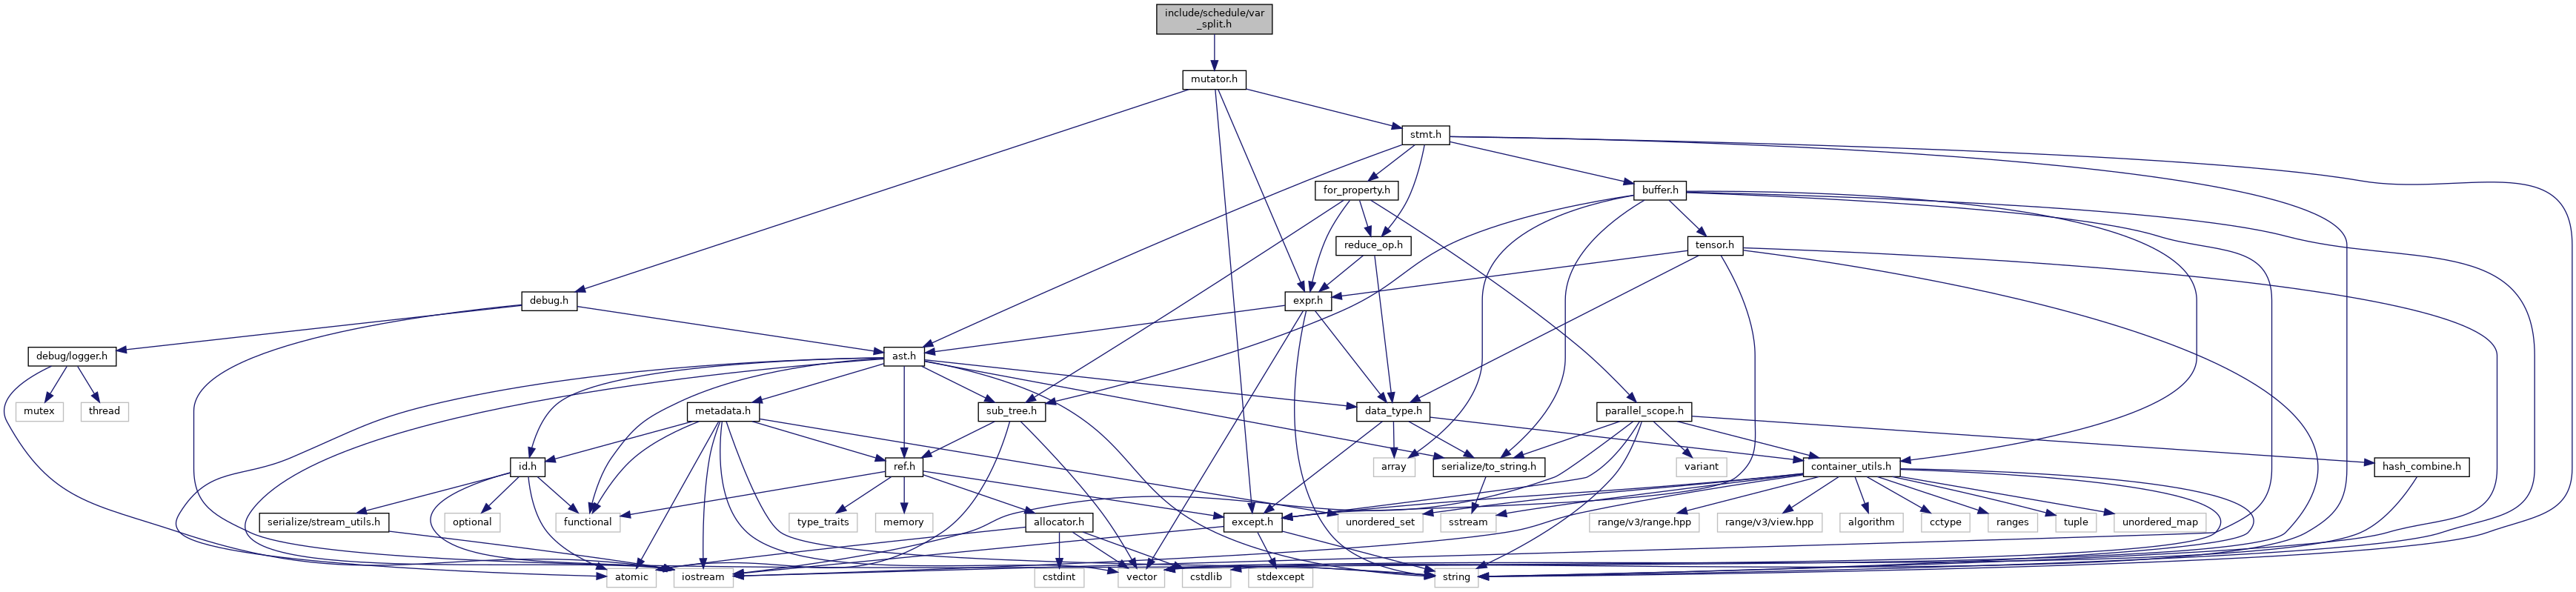 include/schedule/var
_split.h
mutator.h
stmt.h
for_property.h
buffer.h
reduce_op.h
tensor.h
debug.h
expr.h
debug/logger.h
ast.h
mutex
thread
metadata.h
sub_tree.h
data_type.h
parallel_scope.h
id.h
ref.h
array
serialize/to_string.h
variant
container_utils.h
hash_combine.h
serialize/stream_utils.h
optional
functional
type_traits
memory
allocator.h
except.h
unordered_set
sstream
range/v3/range.hpp
range/v3/view.hpp
algorithm
cctype
ranges
tuple
unordered_map
atomic
iostream
cstdint
vector
cstdlib
stdexcept
string